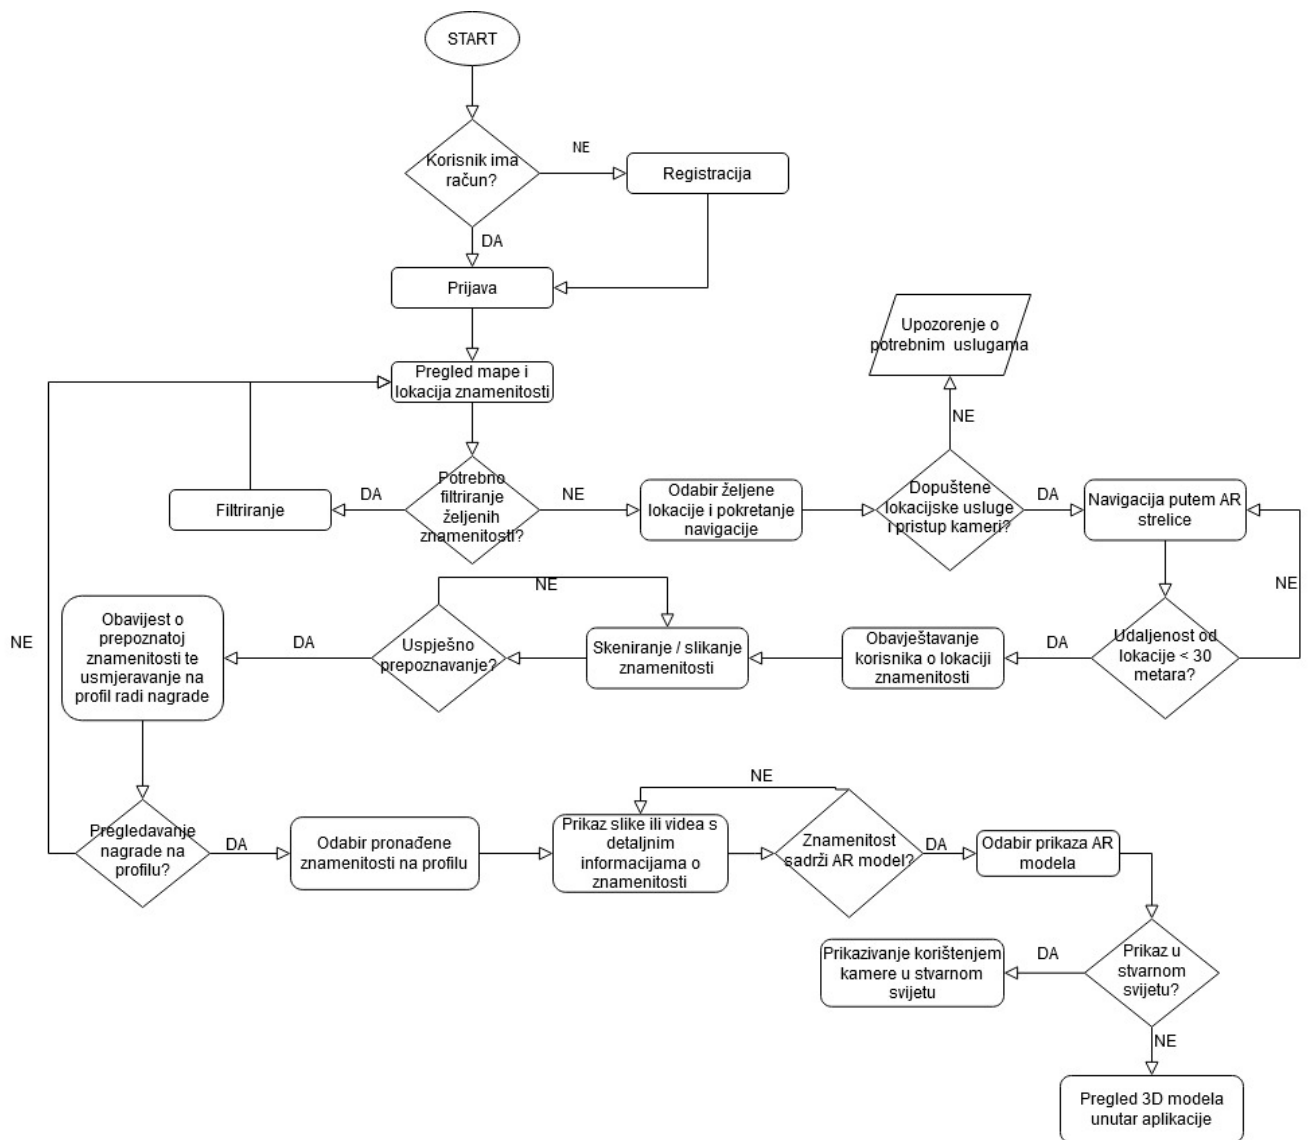 START
Korisnik ima
račun?
NE
Registracija
DA
Prijava
Pregled mape i
lokacija znamenitosti
Upozorenje o
potrebnim uslugama
NE
Potrebno
filtriranje
željenih
znamenitosti?
DA
Filtriranje
NE
Odabir željene
lokacije i pokretanje
navigacije
Dopuštene
lokacijske usluge
i pristup kameri?
DA
Navigacija putem AR
strelice
NE
Udaljenost od
lokacije < 30
metara?
DA
Obavještavanje
korisnika o lokaciji
znamenitosti
Skeniranje / slikanje
znamenitosti
NE
Uspješno
prepoznavanje?
DA
Obavijest o
prepoznatoj
znamenitosti te
usmjeravanje na
profil radi nagrade
NE
Pregledavanje
nagrade na
profilu?
DA
Odabir pronađene
znamenitosti na profilu
Prikaz slike ili videa s
detaljnim
informacijama o
znamenitosti
NE
Znamenitost
sadrži AR model?
DA
Odabir prikaza AR
modela
Prikaz u
stvarnom
svijetu?
DA
Prikazivanje korištenjem
kamere u stvarnom
svijetu
NE
Pregled 3D modela
unutar aplikacije